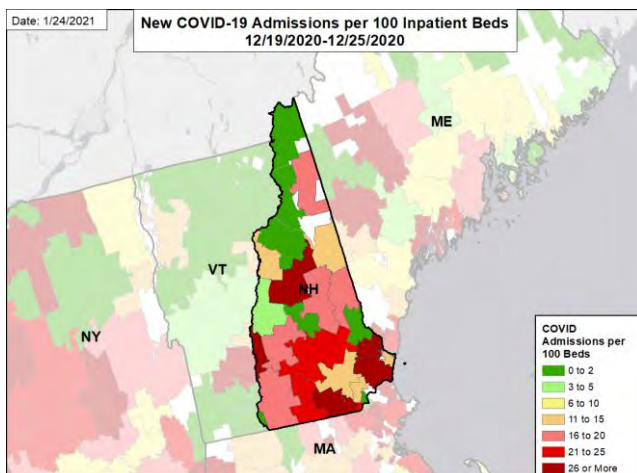 Date: 1/24/2021
New COVID-19 Admissions per 100 Inpatient Beds
12/19/2020-12/25/2020
ME
VT
NH
NY
MA
COVID
Admissions per
100 Beds
0 to 2
3 to 5
6 to 10
11 to 15
16 to 20
21 to 25
26 or More